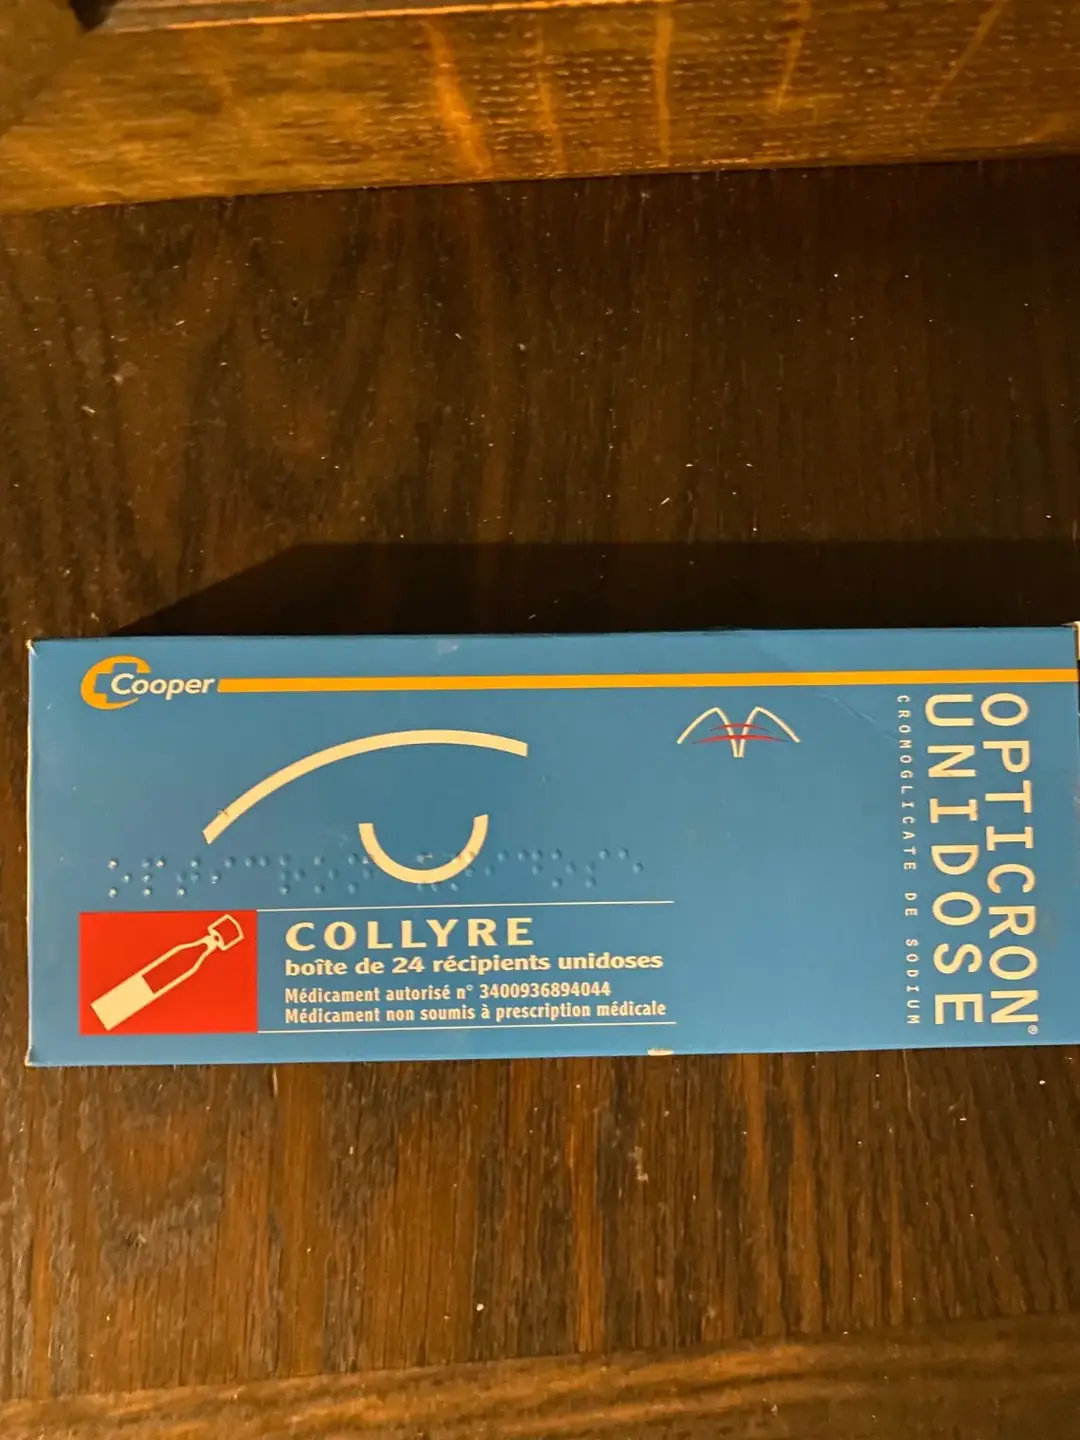 Cooper
OPTICRON®
UNIDOSE
CROMOGLICATE DE SODIUM
COLLYRE
boîte de 24 récipients unidoses
Médicament autorisé n° 3400936894044
Médicament non soumis à prescription médicale